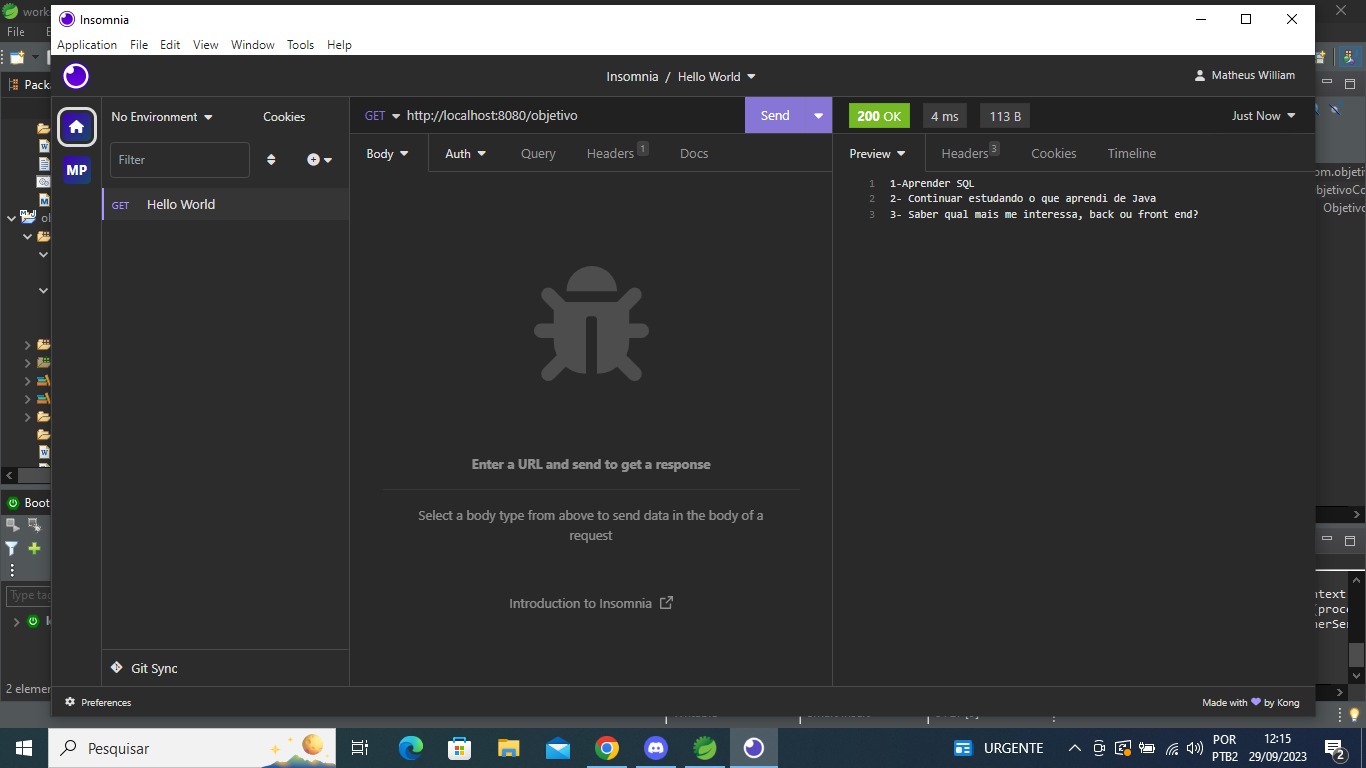 works
File
Insomnia
Application File Edit View Window Tools Help
Insomnia / Hello World
Matheus William
Pack
No Environment
Cookies
GET http://localhost:8080/objetivo
Send
200 OK
4 ms
113 B
Just Now
Filter
MP
Body
Auth
Query
Headers 1
Docs
Preview
Headers 3
Cookies
Timeline
GET Hello World
1 1-Aprender SQL
2 2- Continuar estudando o que aprendi de Java
3 3- Saber qual mais me interessa, back ou front end?
om.objeti
bjetivoCo
Objetivo
Enter a URL and send to get a response
Select a body type from above to send data in the body of a
request
Introduction to Insomnia
Boot
Type tag
ntext
(proce
nerSer
Git Sync
2 elemen
Preferences
Made with by Kong
Pesquisar
URGENTE
POR
PTB2
12:15
29/09/2023
2